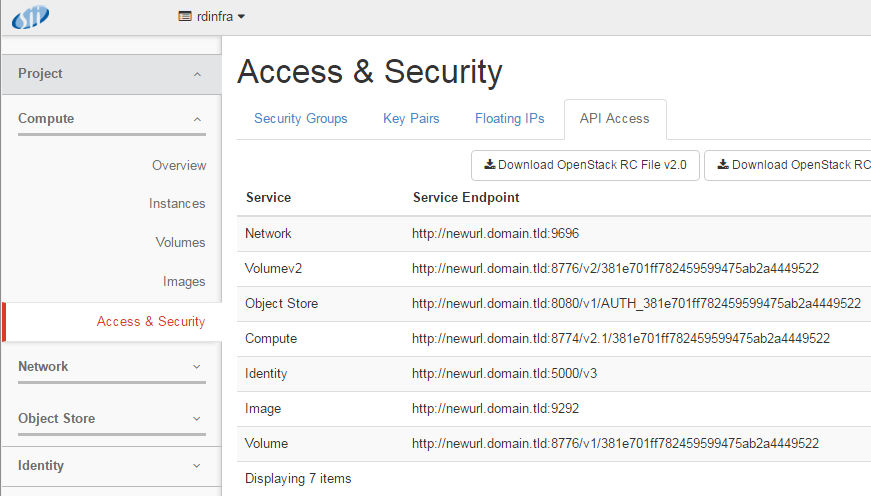 rdinfra
Project
Compute
Overview
Instances
Volumes
Images
Access & Security
Network
Object Store
Identity
Access & Security
Security Groups Key Pairs Floating IPs API Access
Download OpenStack RC File v2.0 Download OpenStack RC
Service Service Endpoint
Network http://newurl.domain.tld:9696
Volumev2 http://newurl.domain.tld:8776/v2/381e701ff782459599475ab2a4449522
Object Store http://newurl.domain.tld:8080/v1/AUTH_381e701ff782459599475ab2a4449522
Compute http://newurl.domain.tld:8774/v2.1/381e701ff782459599475ab2a4449522
Identity http://newurl.domain.tld:5000/v3
Image http://newurl.domain.tld:9292
Volume http://newurl.domain.tld:8776/v1/381e701ff782459599475ab2a4449522
Displaying 7 items